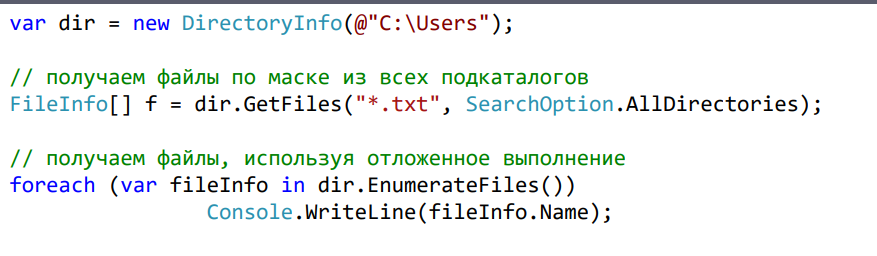 var dir = new DirectoryInfo(@"C:\Users");
// получаем файлы по маске из всех подкаталогов
FileInfo[] f = dir.GetFiles("*.txt", SearchOption.AllDirectories);
// получаем файлы, используя отложенное выполнение
foreach (var fileInfo in dir.EnumerateFiles())
Console.WriteLine(fileInfo.Name);